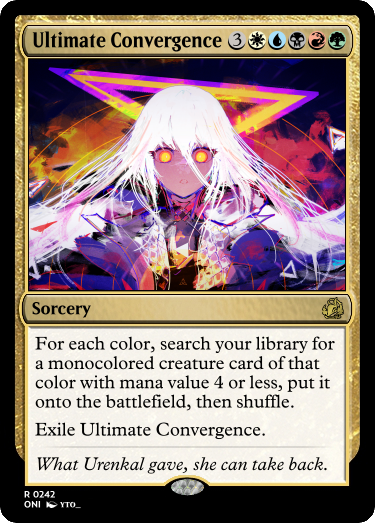 Ultimate Convergence 3
Sorcery
For each color, search your library for
a monocolored creature card of that
color with mana value 4 or less, put it
onto the battlefield, then shuffle.
Exile Ultimate Convergence.
What Urenkal gave, she can take back.
R 0242
ONI YTO_